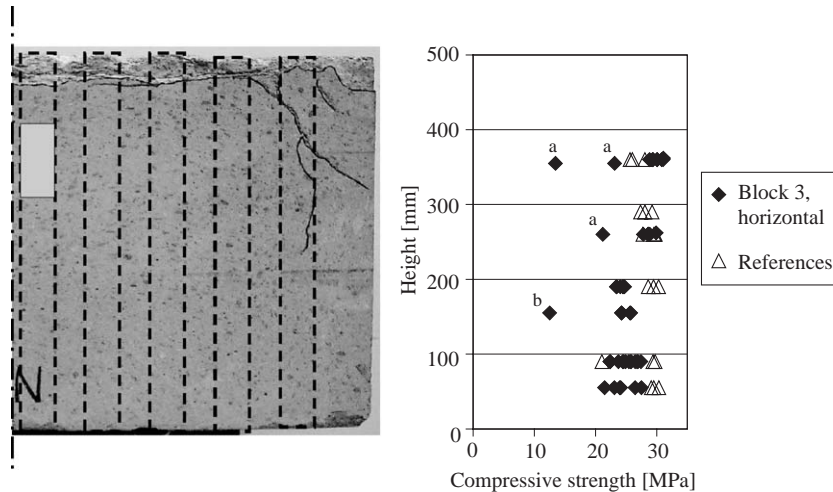 N
500
400
300
200
100
0
Height [mm]
a
a
a
b
0
10
20
30
Compressive strength [MPa]
Block 3,
horizontal
References